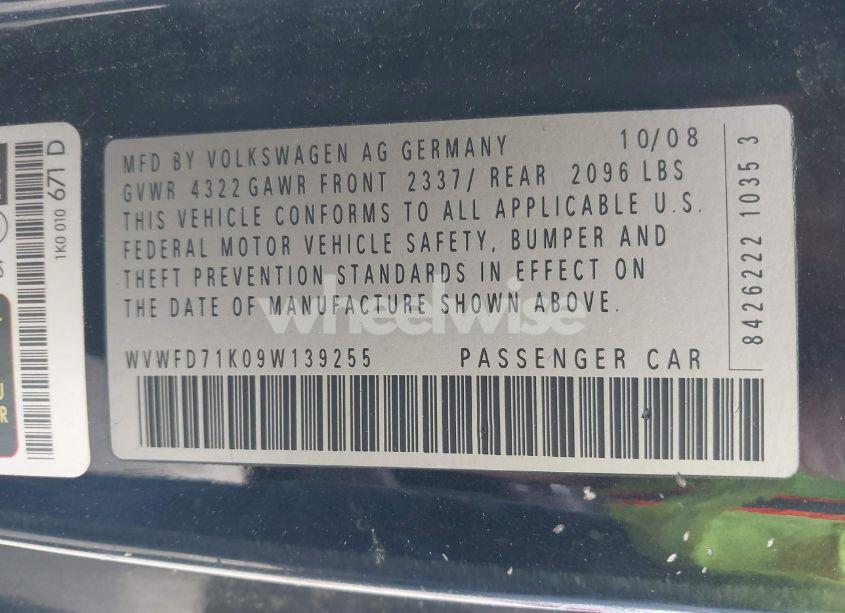 MFD BY VOLKSWAGEN AG GERMANY 10/08
GVWR 4322 GAWR FRONT 2337/ REAR 2096 LBS
THIS VEHICLE CONFORMS TO ALL APPLICABLE U.S.
FEDERAL MOTOR VEHICLE SAFETY, BUMPER AND
THEFT PREVENTION STANDARDS IN EFFECT ON
THE DATE OF MANUFACTURE SHOWN ABOVE.
WVWFD71K09W139255 PASSENGER CAR
8426222 1035 3
1K0 010 671 D
wheelwise